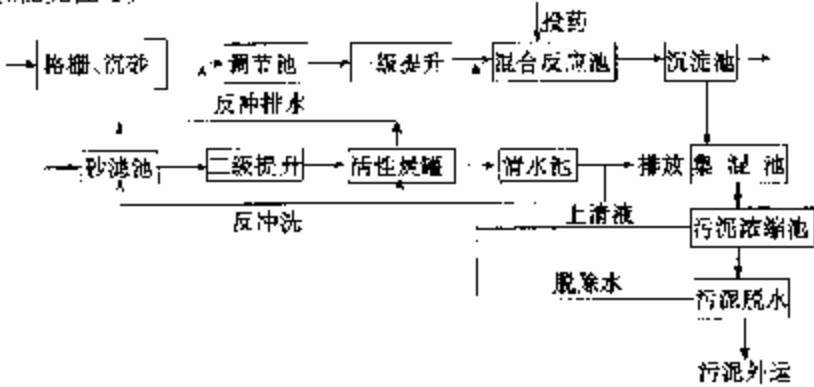 投药
格栅、沉砂
调节池
一级提升
混合反应池
沉淀池
反冲排水
砂滤池
二级提升
活性炭罐
清水池
排放
集泥池
反冲洗
上清液
污泥浓缩池
脱除水
污泥脱水
污泥外运